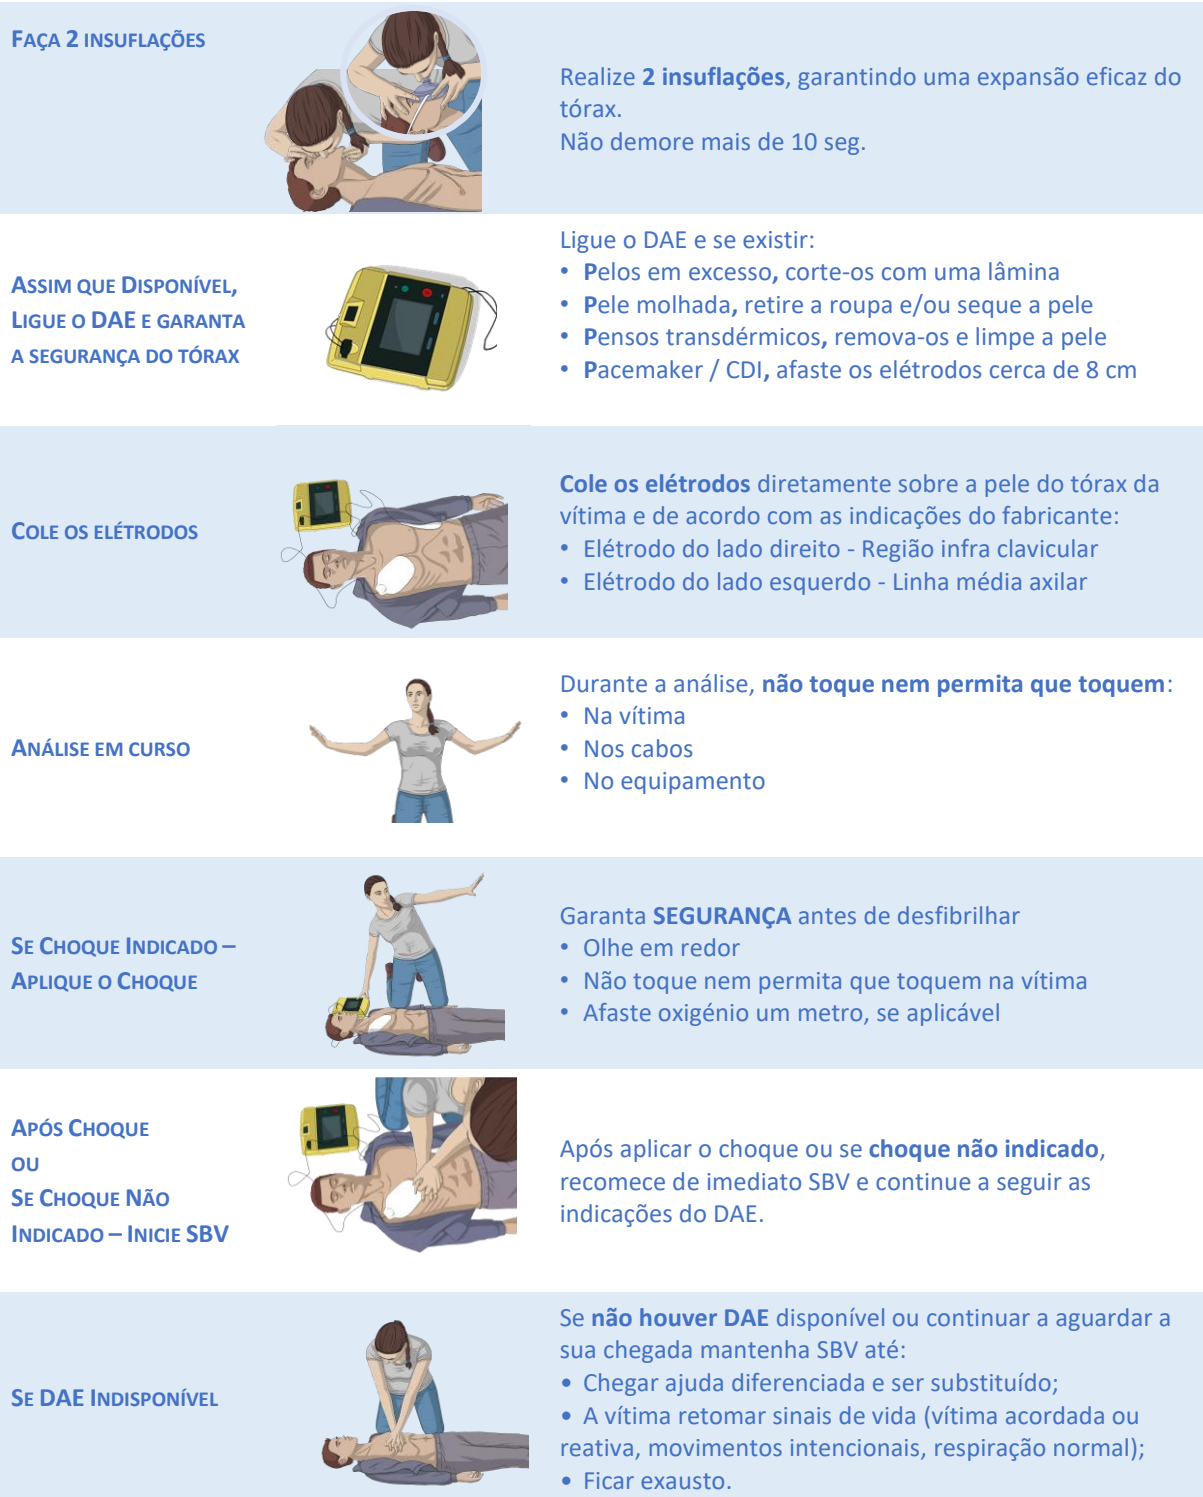 FAÇA 2 INSUFLAÇÕES
Realize 2 insuflações, garantindo uma expansão eficaz do
tórax.
Não demore mais de 10 seg.
ASSIM QUE DISPONÍVEL,
LIGUE O DAE E GARANTA
A SEGURANÇA DO TÓRAX
Ligue o DAE e se existir:
• Pelos em excesso, corte-os com uma lâmina
• Pele molhada, retire a roupa e/ou seque a pele
• Pensos transdérmicos, remova-os e limpe a pele
• Pacemaker / CDI, afaste os elétrodos cerca de 8 cm
COLE OS ELÉTRODOS
Cole os elétrodos diretamente sobre a pele do tórax da
vítima e de acordo com as indicações do fabricante:
• Elétrodo do lado direito - Região infra clavicular
• Elétrodo do lado esquerdo - Linha média axilar
ANÁLISE EM CURSO
Durante a análise, não toque nem permita que toquem:
• Na vítima
• Nos cabos
• No equipamento
SE CHOQUE INDICADO –
APLIQUE O CHOQUE
Garanta SEGURANÇA antes de desfibrilhar
• Olhe em redor
• Não toque nem permita que toquem na vítima
• Afaste oxigénio um metro, se aplicável
APÓS CHOQUE
OU
SE CHOQUE NÃO
INDICADO – INICIE SBV
Após aplicar o choque ou se choque não indicado,
recomece de imediato SBV e continue a seguir as
indicações do DAE.
SE DAE INDISPONÍVEL
Se não houver DAE disponível ou continuar a aguardar a
sua chegada mantenha SBV até:
• Chegar ajuda diferenciada e ser substituído;
• A vítima retomar sinais de vida (vítima acordada ou
reativa, movimentos intencionais, respiração normal);
• Ficar exausto.